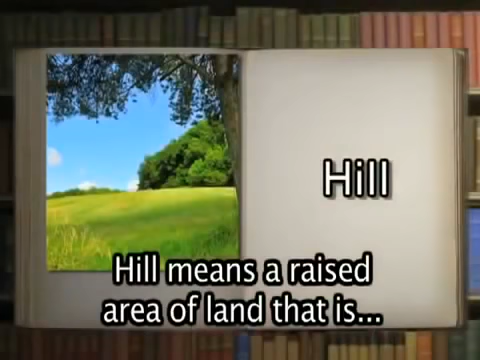 Hill
Hill means a raised
area of land that is...